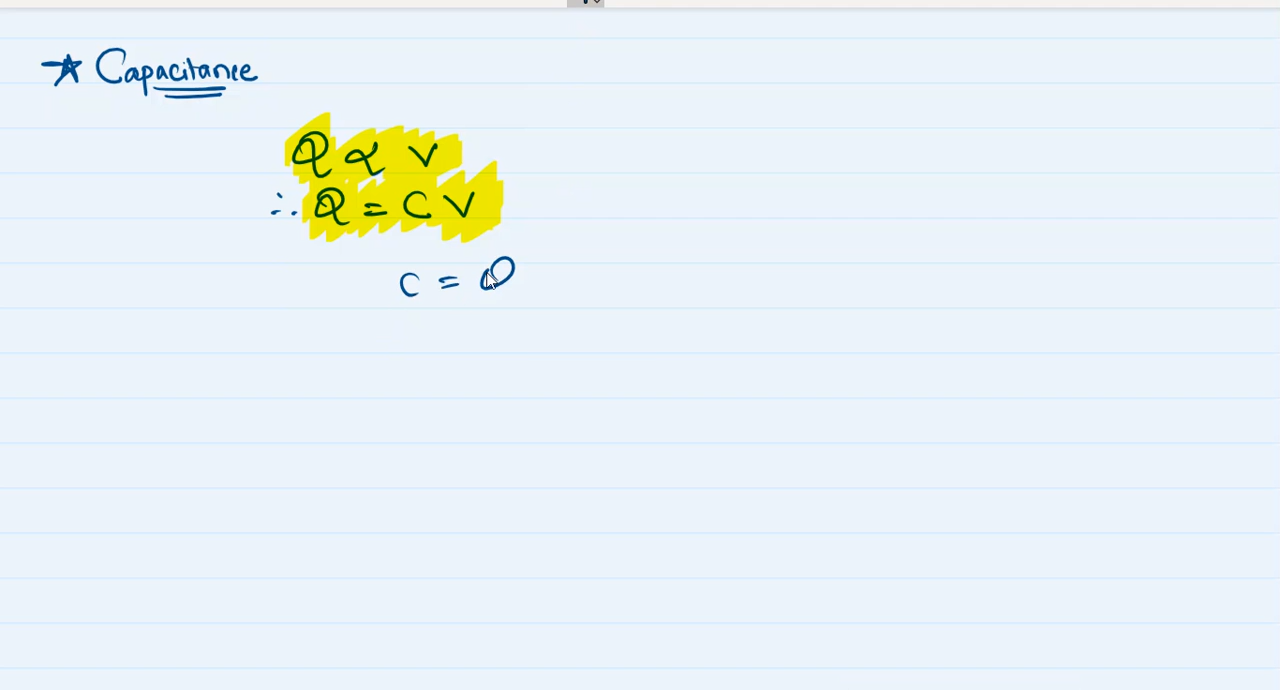 ★ Capacitance
Q α V
∴ Q = C V
C =